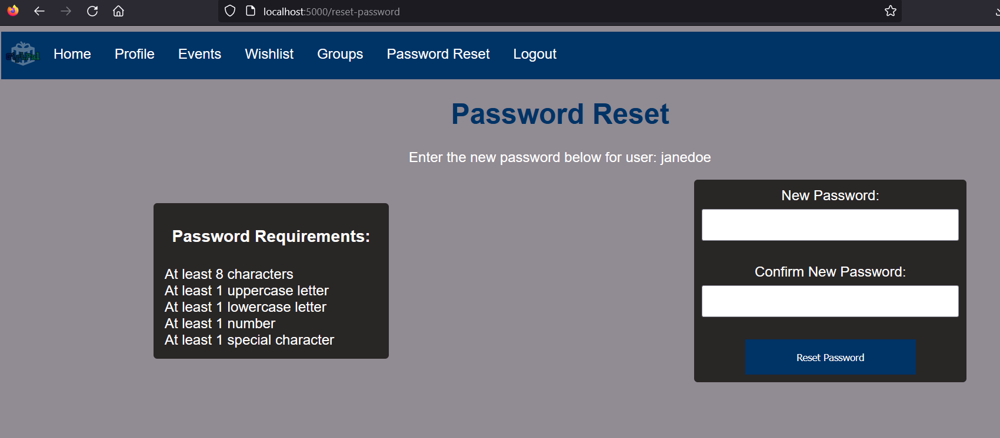 localhost:5000/reset-password
Home Profile Events Wishlist Groups Password Reset Logout
Password Reset
Enter the new password below for user: janedoe
Password Requirements:
At least 8 characters
At least 1 uppercase letter
At least 1 lowercase letter
At least 1 number
At least 1 special character
New Password:
Confirm New Password:
Reset Password